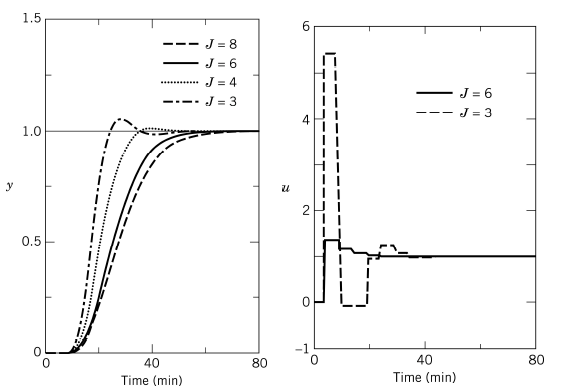 1.5
1.0
y
0.5
0
0
40
80
Time (min)
J = 8
J = 6
J = 4
J = 3
6
4
u
2
0
−1
0
40
80
Time (min)
J = 6
J = 3